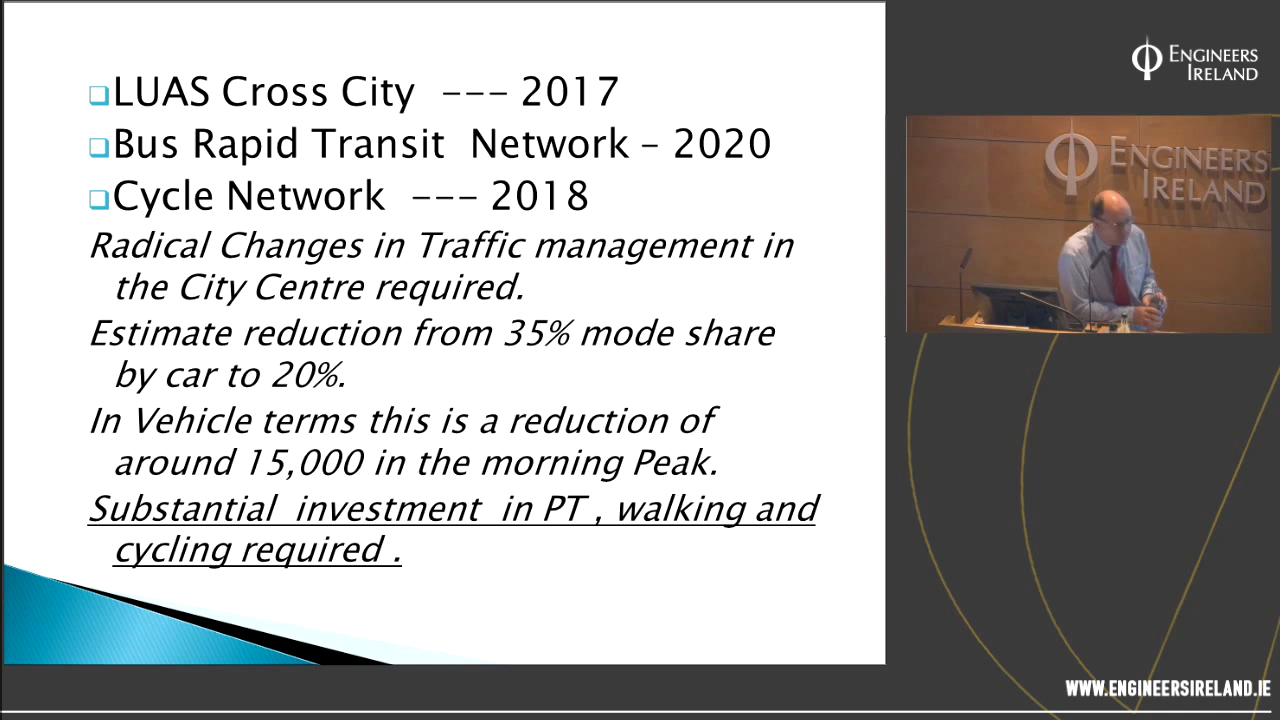 LUAS Cross City --- 2017
Bus Rapid Transit Network – 2020
Cycle Network --- 2018
Radical Changes in Traffic management in
the City Centre required.
Estimate reduction from 35% mode share
by car to 20%.
In Vehicle terms this is a reduction of
around 15,000 in the morning Peak.
Substantial investment in PT , walking and
cycling required .
ENGINEERS
IRELAND
ENGINEERS
IRELAND
WWW.ENGINEERSIRELAND.IE